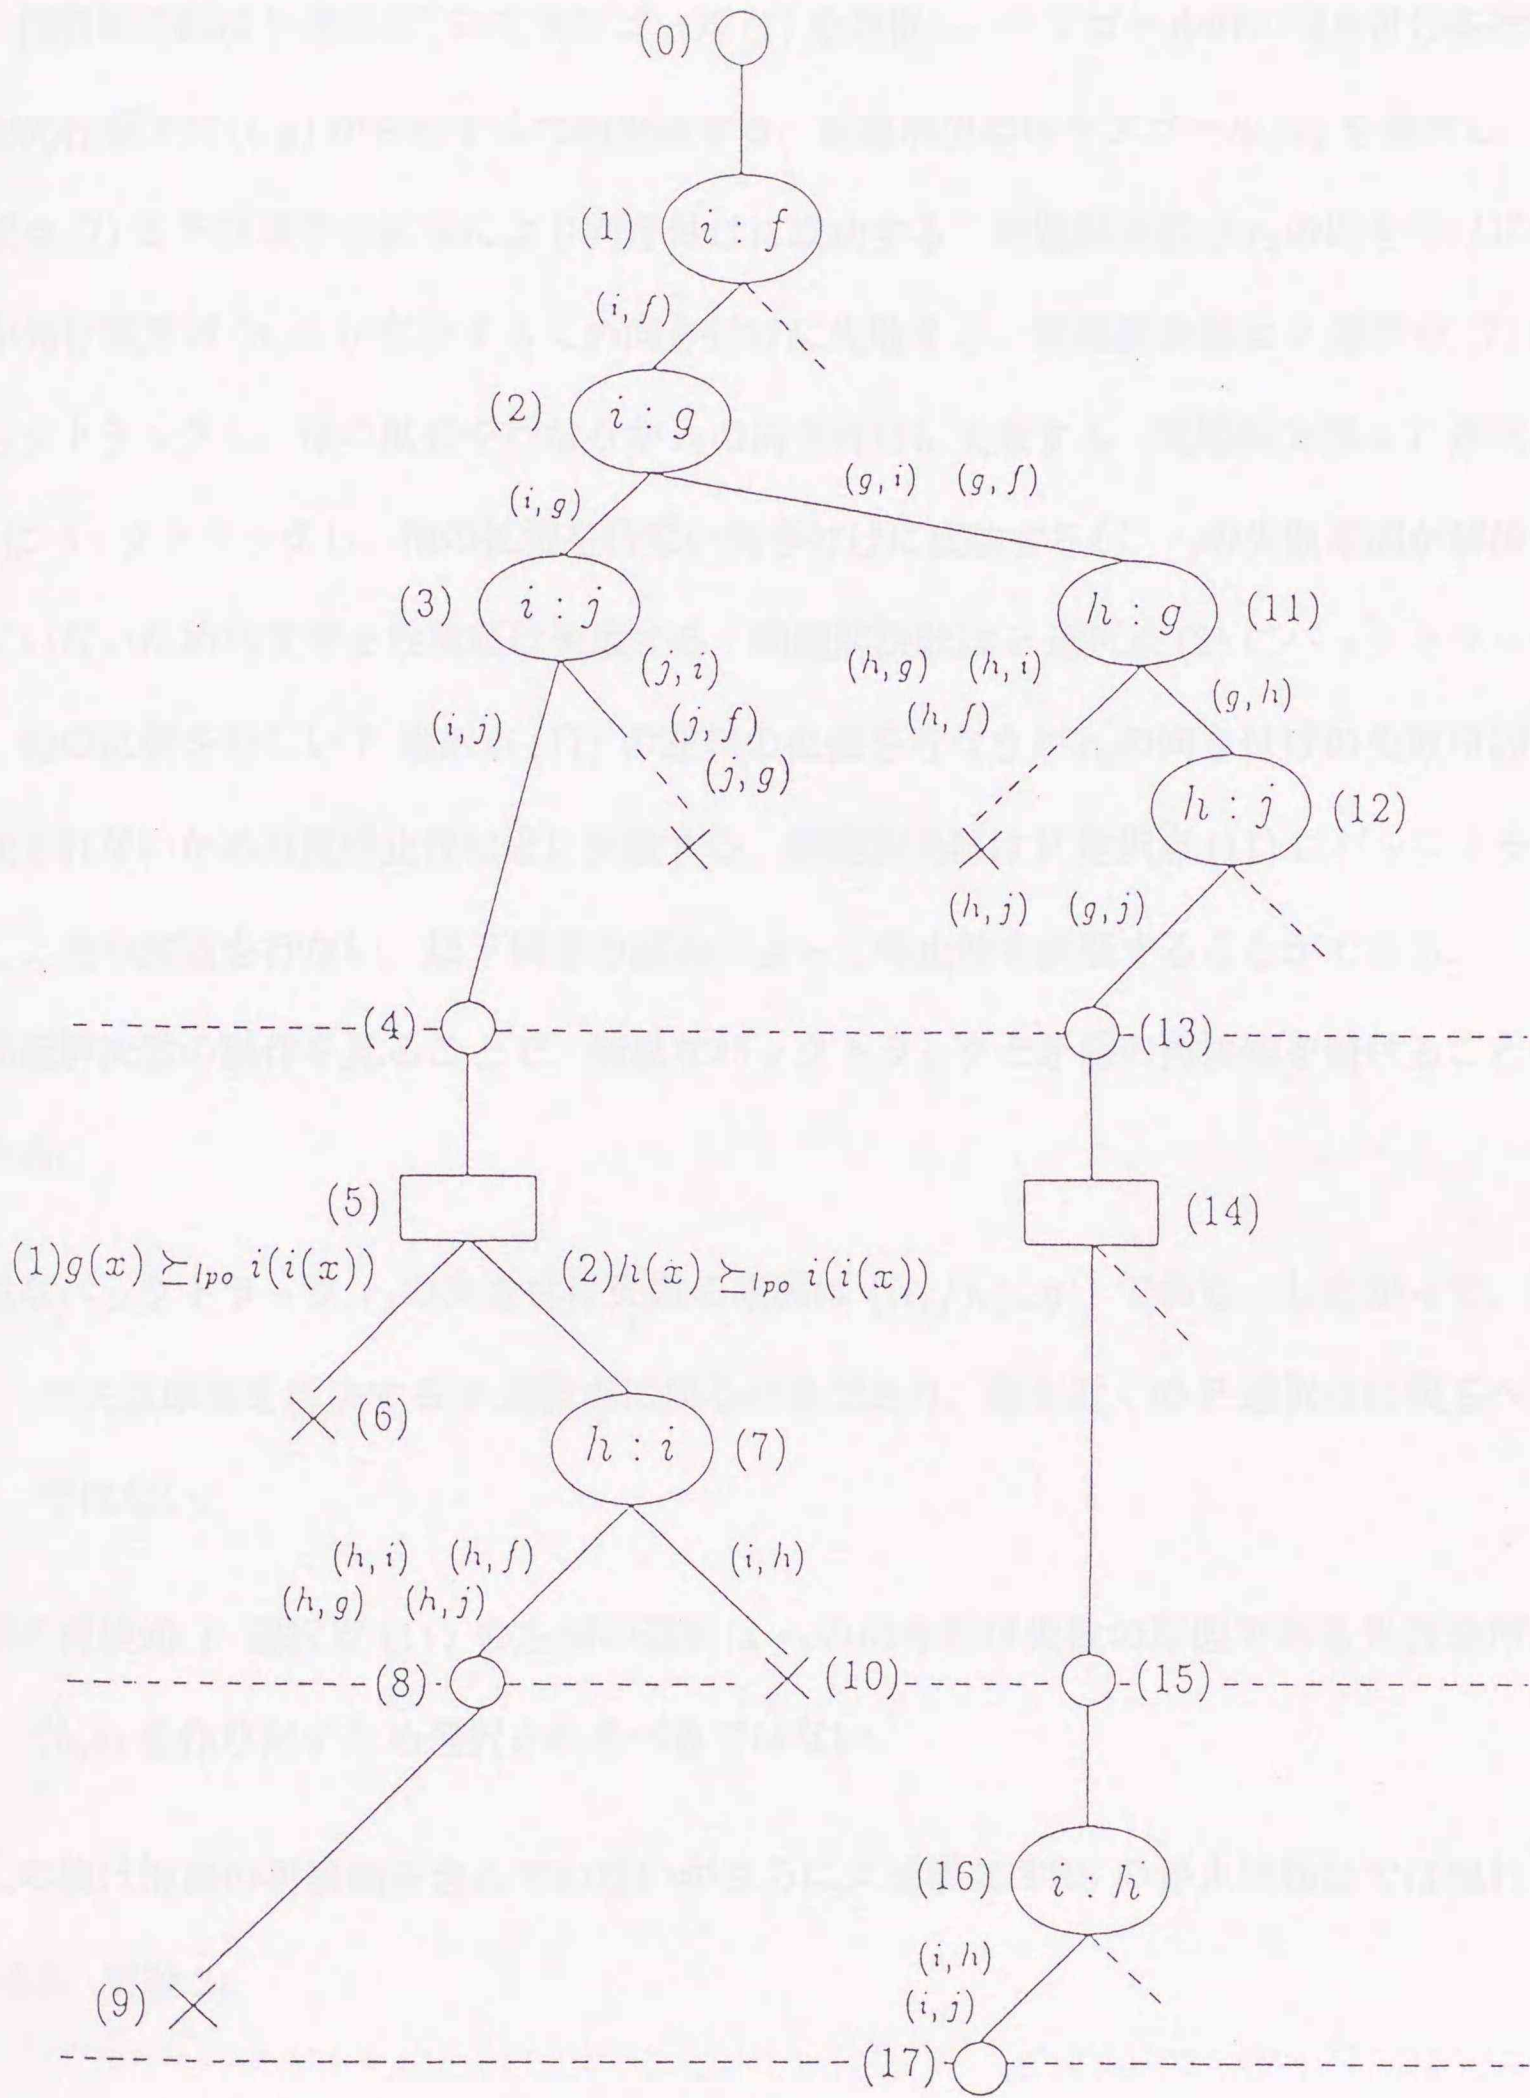 (0)
(1) i : f
(i, f)
(2) i : g
(i, g)
(g, i) (g, f)
(3) i : j
h : g (11)
(j, i)
(j, f)
(j, g)
(i, j)
(h, g) (h, i)
(h, f)
(g, h)
h : j (12)
(h, j) (g, j)
(4)
(13)
(5)
(14)
(1)g(x) ⪰lpo i(i(x))
(2)h(x) ⪰lpo i(i(x))
(6)
h : i (7)
(h, i) (h, f)
(h, g) (h, j)
(i, h)
(8)
(10)
(15)
(16) i : h
(i, h)
(i, j)
(9)
(17)